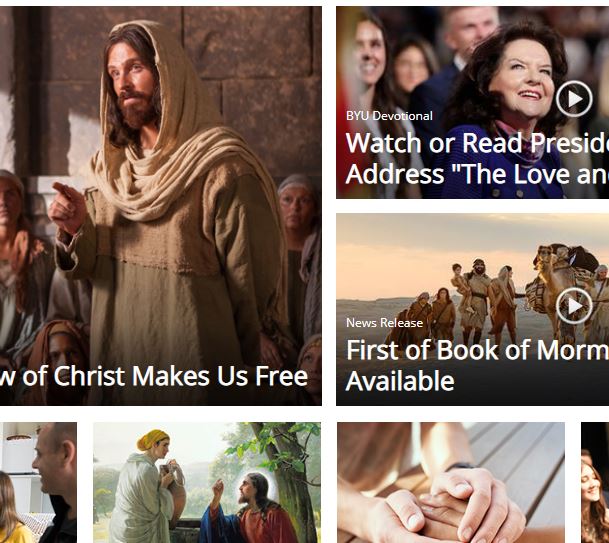 w of Christ Makes Us Free
BYU Devotional
Watch or Read Preside
Address "The Love an
News Release
First of Book of Morm
Available